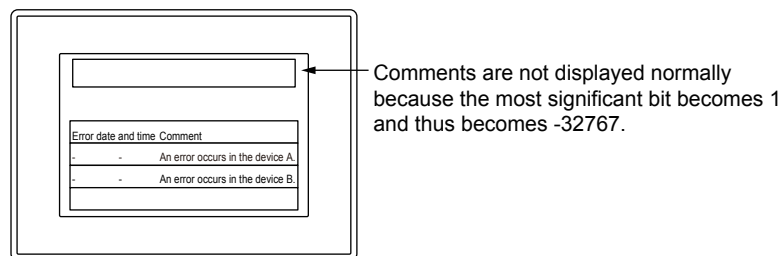 Comments are not displayed normally
because the most significant bit becomes 1
and thus becomes -32767.
Error date and time Comment
- - An error occurs in the device A.
- - An error occurs in the device B.